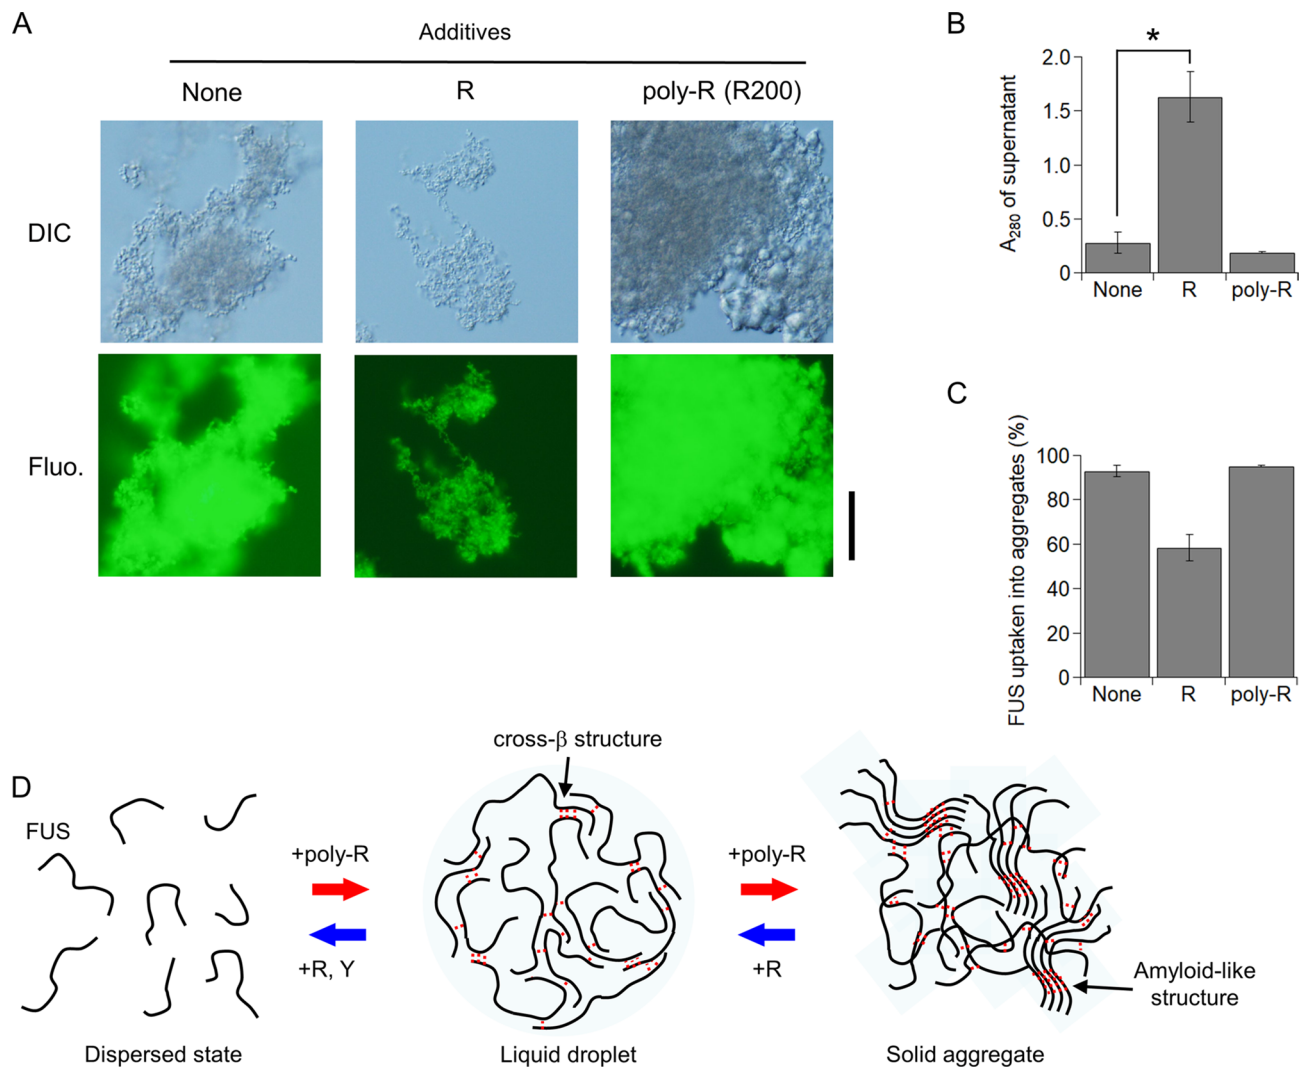 A
Additives
None
R
poly-R (R200)
DIC
Fluo.
B
*
A280 of supernatant
2.0
1.5
1.0
0.5
0
None
R
poly-R
C
FUS uptaken into aggregates (%)
100
80
60
40
20
0
None
R
poly-R
D
FUS
+poly-R
+R, Y
cross-β structure
+poly-R
+R
Amyloid-like
structure
Dispersed state
Liquid droplet
Solid aggregate